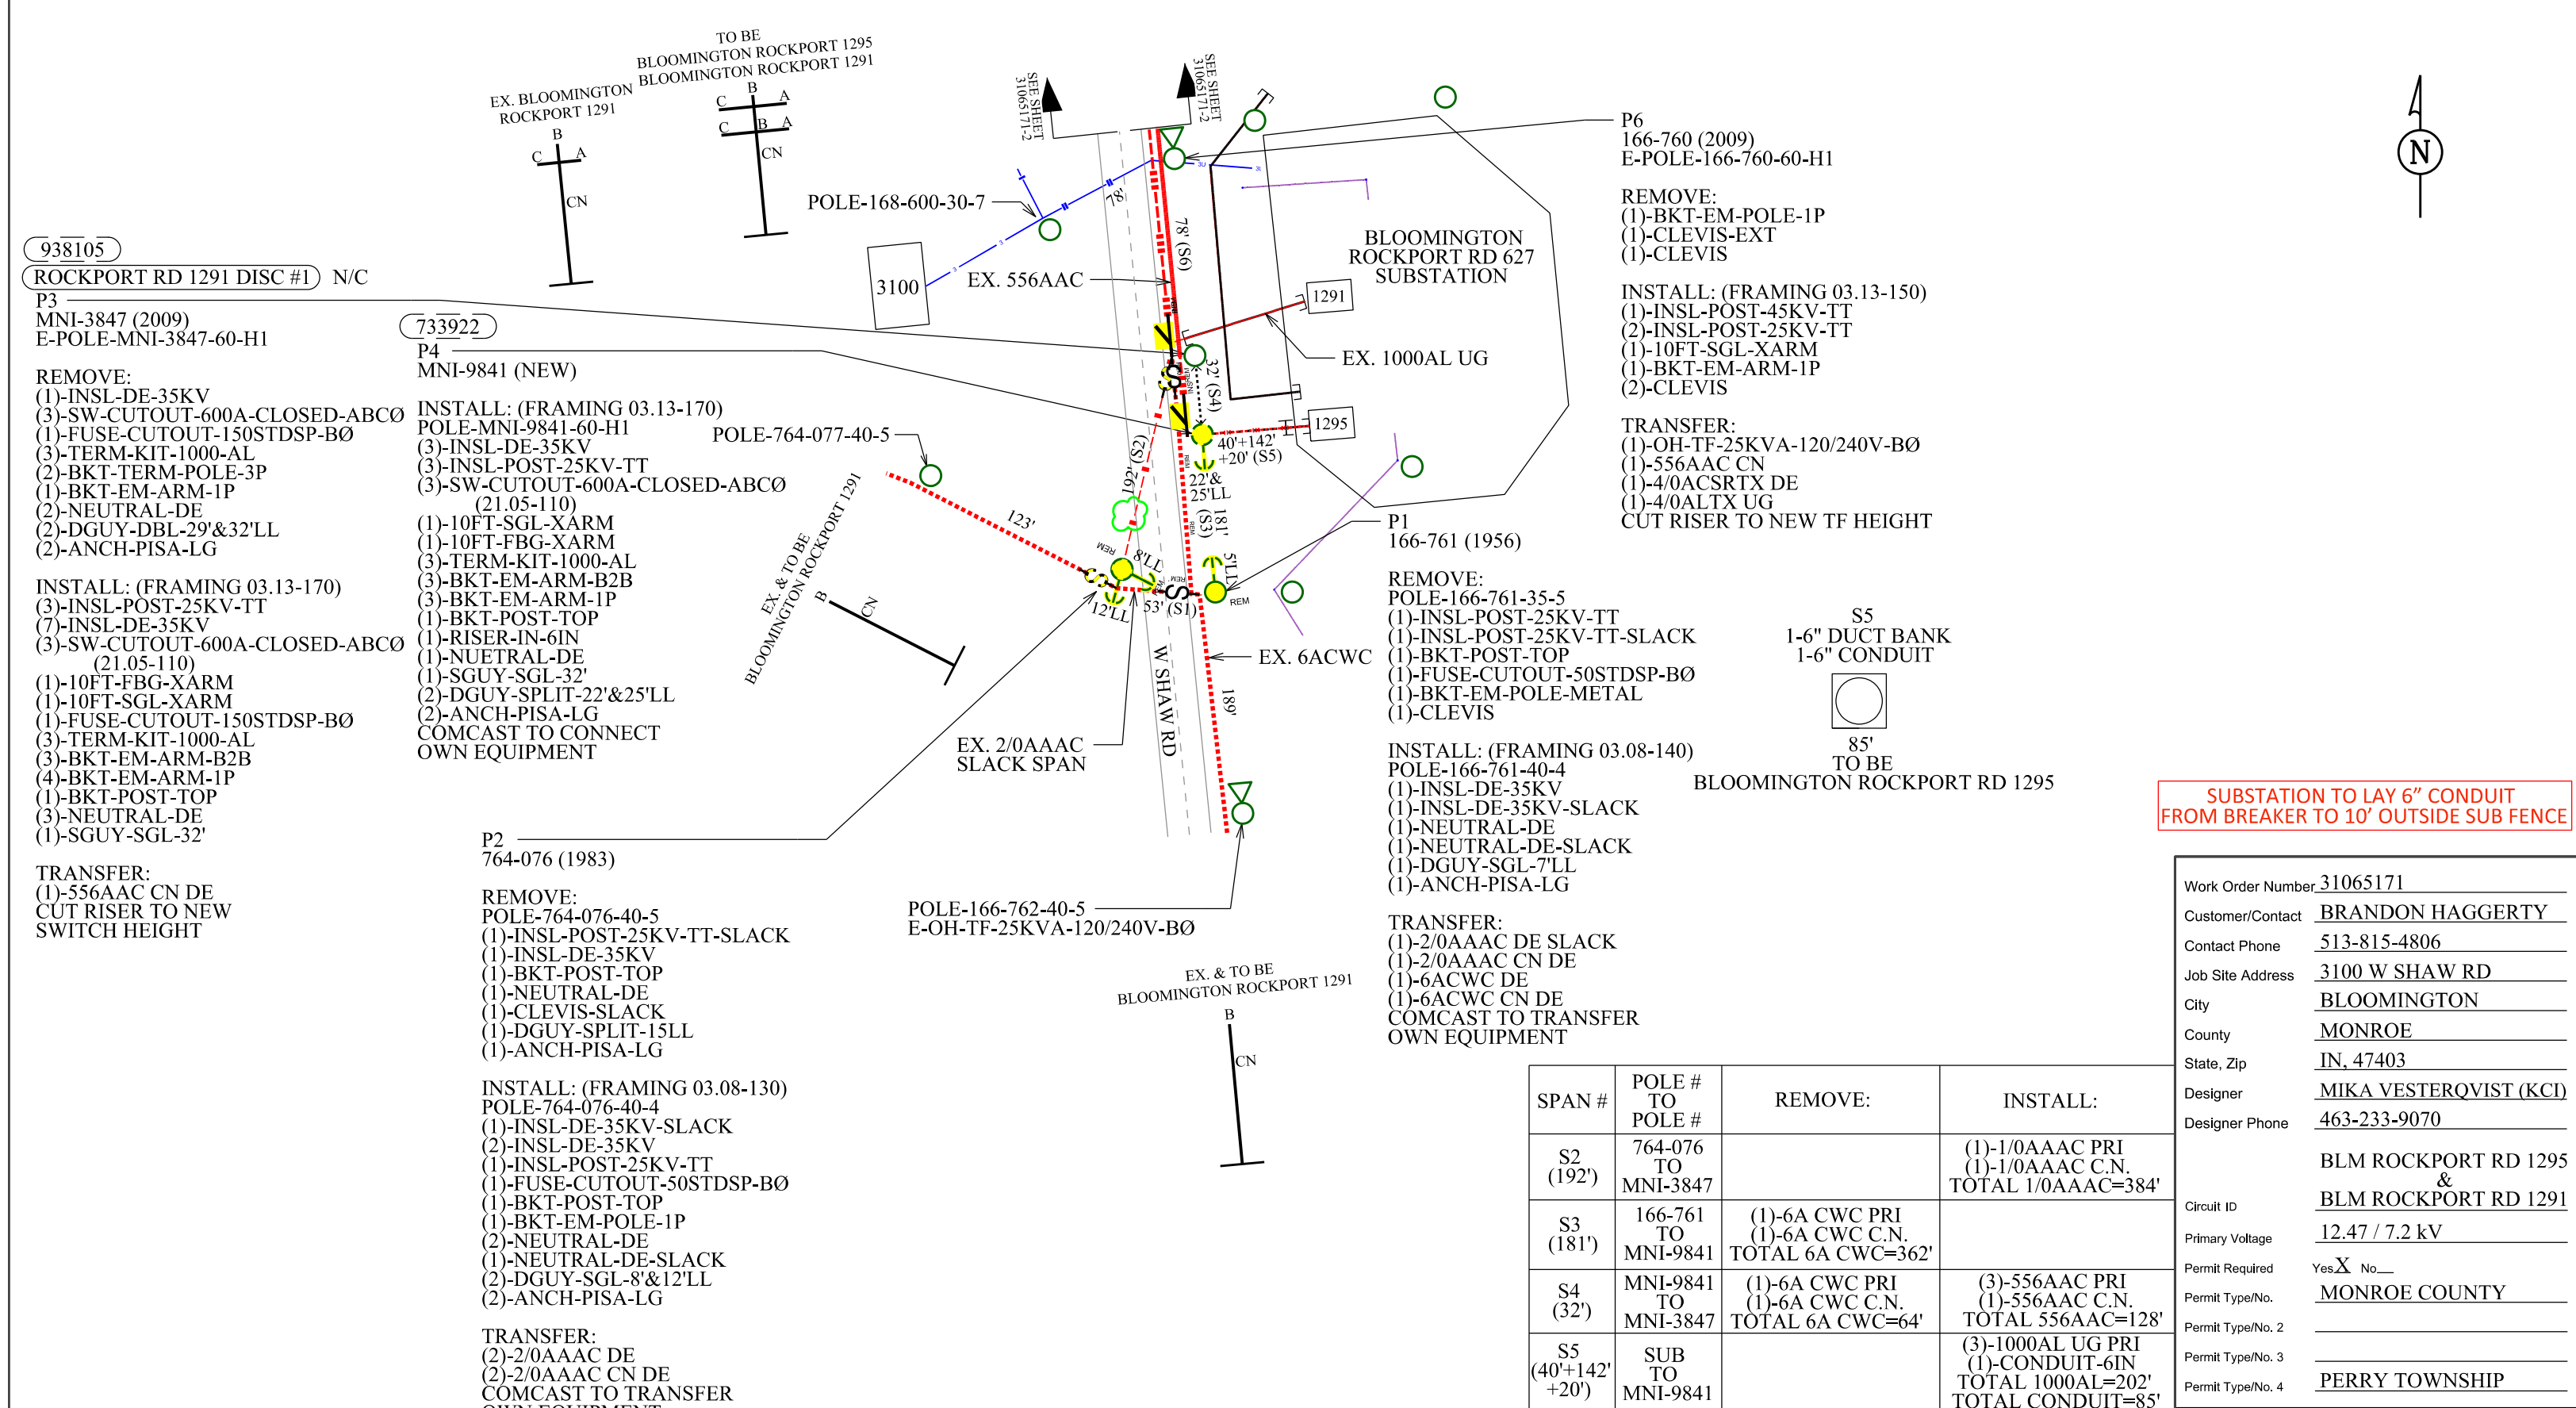 TO BE
BLOOMINGTON ROCKPORT 1295
BLOOMINGTON ROCKPORT 1291
C B A
C B A
CN
EX. BLOOMINGTON
ROCKPORT 1291
B
C A
CN
SEE SHEET
31065171-2
SEE SHEET
31065171-2
N
938105
ROCKPORT RD 1291 DISC #1 N/C
P3
MNI-3847 (2009)
E-POLE-MNI-3847-60-H1
REMOVE:
(1)-INSL-DE-35KV
(3)-SW-CUTOUT-600A-CLOSED-ABCØ
(1)-FUSE-CUTOUT-150STDSP-BØ
(3)-TERM-KIT-1000-AL
(2)-BKT-TERM-POLE-3P
(1)-BKT-EM-ARM-1P
(2)-NEUTRAL-DE
(2)-DGUY-DBL-29'&32'LL
(2)-ANCH-PISA-LG
INSTALL: (FRAMING 03.13-170)
(3)-INSL-POST-25KV-TT
(7)-INSL-DE-35KV
(3)-SW-CUTOUT-600A-CLOSED-ABCØ
(21.05-110)
(1)-10FT-FBG-XARM
(1)-10FT-SGL-XARM
(1)-FUSE-CUTOUT-150STDSP-BØ
(3)-TERM-KIT-1000-AL
(3)-BKT-EM-ARM-B2B
(4)-BKT-EM-ARM-1P
(1)-BKT-POST-TOP
(3)-NEUTRAL-DE
(1)-SGUY-SGL-32'
TRANSFER:
(1)-556AAC CN DE
CUT RISER TO NEW
SWITCH HEIGHT
733922
P4
MNI-9841 (NEW)
INSTALL: (FRAMING 03.13-170)
POLE-MNI-9841-60-H1
(3)-INSL-DE-35KV
(3)-INSL-POST-25KV-TT
(3)-SW-CUTOUT-600A-CLOSED-ABCØ
(21.05-110)
(1)-10FT-SGL-XARM
(1)-10FT-FBG-XARM
(3)-TERM-KIT-1000-AL
(3)-BKT-EM-ARM-B2B
(3)-BKT-EM-ARM-1P
(1)-BKT-POST-TOP
(1)-RISER-IN-6IN
(1)-NUETRAL-DE
(1)-SGUY-SGL-32'
(2)-DGUY-SPLIT-22'&25'LL
(2)-ANCH-PISA-LG
COMCAST TO CONNECT
OWN EQUIPMENT
P2
764-076 (1983)
REMOVE:
POLE-764-076-40-5
(1)-INSL-POST-25KV-TT-SLACK
(1)-INSL-DE-35KV
(1)-BKT-POST-TOP
(1)-NEUTRAL-DE
(1)-CLEVIS-SLACK
(1)-DGUY-SPLIT-15LL
(1)-ANCH-PISA-LG
INSTALL: (FRAMING 03.08-130)
POLE-764-076-40-4
(1)-INSL-DE-35KV-SLACK
(2)-INSL-DE-35KV
(1)-INSL-POST-25KV-TT
(1)-FUSE-CUTOUT-50STDSP-BØ
(1)-BKT-POST-TOP
(1)-BKT-EM-POLE-1P
(2)-NEUTRAL-DE
(1)-NEUTRAL-DE-SLACK
(2)-DGUY-SGL-8'&12'LL
(2)-ANCH-PISA-LG
TRANSFER:
(2)-2/0AAAC DE
(2)-2/0AAAC CN DE
COMCAST TO TRANSFER
OWN EQUIPMENT
POLE-168-600-30-7
3100
78'
78' (S6)
EX. 556AAC
BLOOMINGTON
ROCKPORT RD 627
SUBSTATION
1291
EX. 1000AL UG
1295
32' (S4)
40'+142'
+20' (S5)
22'&
25'LL
181'
(S3)
192' (S2)
POLE-764-077-40-5
123'
REM
8'LL
12'LL
53' (S1)
REM
REM
REM
REM
5'LL
REM
S
S
S
S
EX. & TO BE
BLOOMINGTON ROCKPORT 1291
B
CN
W SHAW RD
EX. 6ACWC
189'
EX. 2/0AAAC
SLACK SPAN
POLE-166-762-40-5
E-OH-TF-25KVA-120/240V-BØ
EX. & TO BE
BLOOMINGTON ROCKPORT 1291
B
CN
P6
166-760 (2009)
E-POLE-166-760-60-H1
REMOVE:
(1)-BKT-EM-POLE-1P
(1)-CLEVIS-EXT
(1)-CLEVIS
INSTALL: (FRAMING 03.13-150)
(1)-INSL-POST-45KV-TT
(2)-INSL-POST-25KV-TT
(1)-10FT-SGL-XARM
(1)-BKT-EM-ARM-1P
(2)-CLEVIS
TRANSFER:
(1)-OH-TF-25KVA-120/240V-BØ
(1)-556AAC CN
(1)-4/0ACSRTX DE
(1)-4/0ALTX UG
CUT RISER TO NEW TF HEIGHT
P1
166-761 (1956)
REMOVE:
POLE-166-761-35-5
(1)-INSL-POST-25KV-TT
(1)-INSL-POST-25KV-TT-SLACK
(1)-BKT-POST-TOP
(1)-FUSE-CUTOUT-50STDSP-BØ
(1)-BKT-EM-POLE-METAL
(1)-CLEVIS
INSTALL: (FRAMING 03.08-140)
POLE-166-761-40-4
(1)-INSL-DE-35KV
(1)-INSL-DE-35KV-SLACK
(1)-NEUTRAL-DE
(1)-NEUTRAL-DE-SLACK
(1)-DGUY-SGL-7'LL
(1)-ANCH-PISA-LG
TRANSFER:
(1)-2/0AAAC DE SLACK
(1)-2/0AAAC CN DE
(1)-6ACWC DE
(1)-6ACWC CN DE
COMCAST TO TRANSFER
OWN EQUIPMENT
S5
1-6" DUCT BANK
1-6" CONDUIT
85'
TO BE
BLOOMINGTON ROCKPORT RD 1295
SUBSTATION TO LAY 6” CONDUIT
FROM BREAKER TO 10’ OUTSIDE SUB FENCE
SPAN # POLE # TO POLE # REMOVE: INSTALL:
S2 (192') 764-076 TO MNI-3847 (1)-1/0AAAC PRI (1)-1/0AAAC C.N. TOTAL 1/0AAAC=384'
S3 (181') 166-761 TO MNI-9841 (1)-6A CWC PRI (1)-6A CWC C.N. TOTAL 6A CWC=362'
S4 (32') MNI-9841 TO MNI-3847 (1)-6A CWC PRI (1)-6A CWC C.N. TOTAL 6A CWC=64' (3)-556AAC PRI (1)-556AAC C.N. TOTAL 556AAC=128'
S5 (40'+142' +20') SUB TO MNI-9841 (3)-1000AL UG PRI (1)-CONDUIT-6IN TOTAL 1000AL=202' TOTAL CONDUIT=85'
Work Order Number 31065171
Customer/Contact BRANDON HAGGERTY
Contact Phone 513-815-4806
Job Site Address 3100 W SHAW RD
City BLOOMINGTON
County MONROE
State, Zip IN, 47403
Designer MIKA VESTERQVIST (KCI)
Designer Phone 463-233-9070
BLM ROCKPORT RD 1295
&
Circuit ID BLM ROCKPORT RD 1291
Primary Voltage 12.47 / 7.2 kV
Permit Required Yes X No
Permit Type/No. MONROE COUNTY
Permit Type/No. 2
Permit Type/No. 3
Permit Type/No. 4 PERRY TOWNSHIP